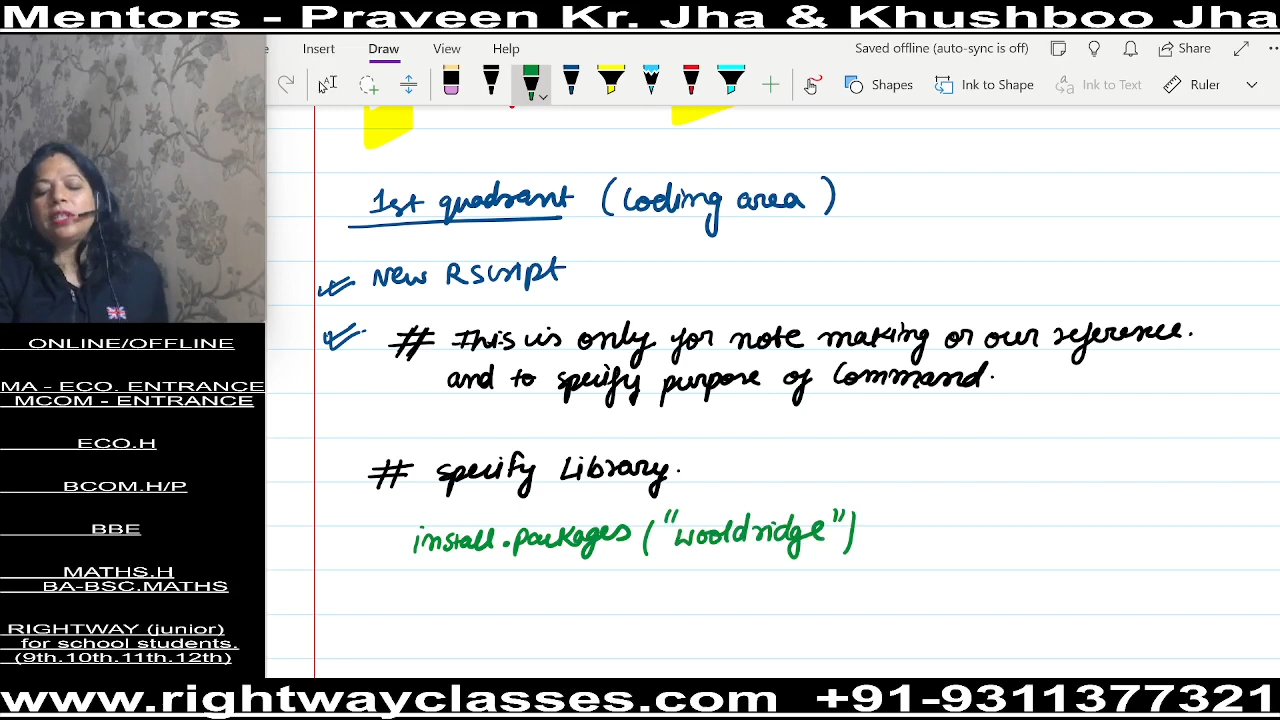 Mentors - Praveen Kr. Jha & Khushboo Jha
Insert Draw View Help
Saved offline (auto-sync is off) Share
Shapes Ink to Shape Ink to Text Ruler
1st quadrant (Coding area)
New RScript
# This is only for note making or our reference.
and to specify purpose of Command.
# specify Library.
install.packages ("wooldridge")
ONLINE/OFFLINE
MA - ECO. ENTRANCE
MCOM - ENTRANCE
ECO.H
BCOM.H/P
BBE
MATHS.H
BA-BSC.MATHS
RIGHTWAY (junior)
for school students.
(9th.10th.11th.12th)
www.rightwayclasses.com +91-9311377321